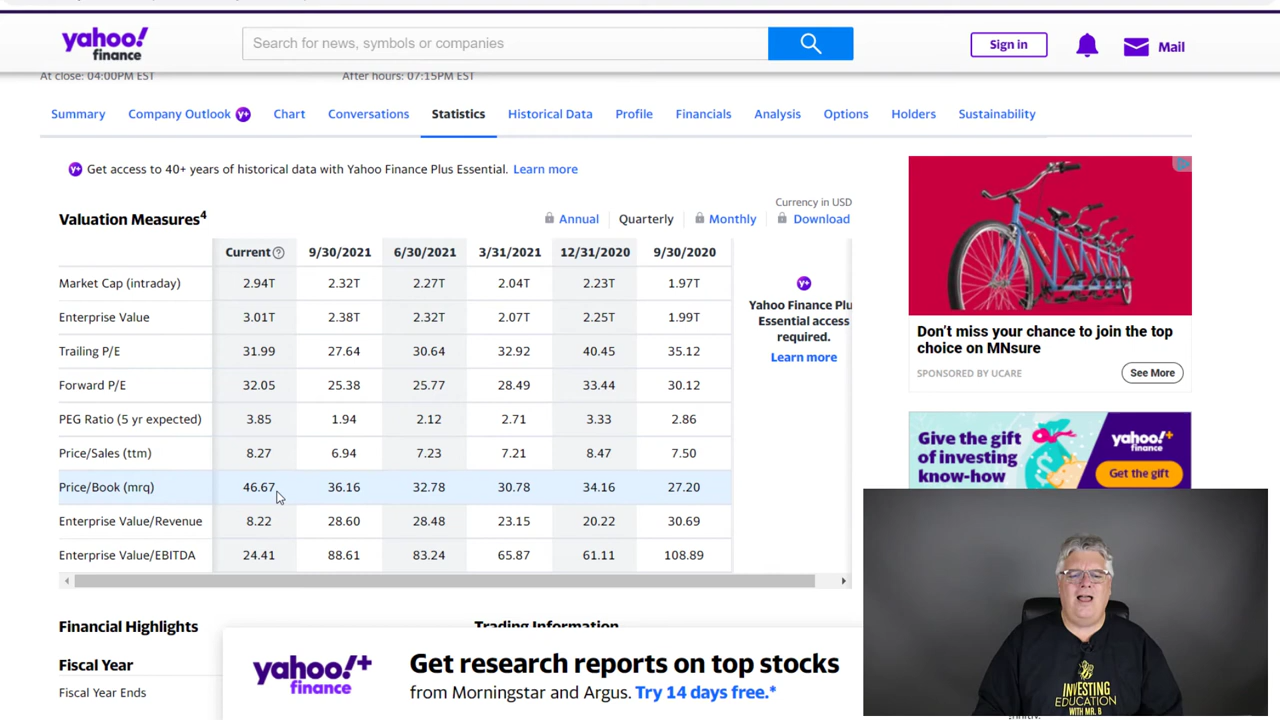 yahoo!
finance
Search for news, symbols or companies
Sign in
Mail
At close: 04:00PM EST
After hours: 07:15PM EST
Summary
Company Outlook
Y+
Chart
Conversations
Statistics
Historical Data
Profile
Financials
Analysis
Options
Holders
Sustainability
Y+ Get access to 40+ years of historical data with Yahoo Finance Plus Essential. Learn more
Currency in USD
Valuation Measures4
Annual
Quarterly
Monthly
Download
Current ? 9/30/2021 6/30/2021 3/31/2021 12/31/2020 9/30/2020
Market Cap (intraday) 2.94T 2.32T 2.27T 2.04T 2.23T 1.97T
Enterprise Value 3.01T 2.38T 2.32T 2.07T 2.25T 1.99T
Trailing P/E 31.99 27.64 30.64 32.92 40.45 35.12
Forward P/E 32.05 25.38 25.77 28.49 33.44 30.12
PEG Ratio (5 yr expected) 3.85 1.94 2.12 2.71 3.33 2.86
Price/Sales (ttm) 8.27 6.94 7.23 7.21 8.47 7.50
Price/Book (mrq) 46.67 36.16 32.78 30.78 34.16 27.20
Enterprise Value/Revenue 8.22 28.60 28.48 23.15 20.22 30.69
Enterprise Value/EBITDA 24.41 88.61 83.24 65.87 61.11 108.89
Y+
Yahoo Finance Plu
Essential access
required.
Learn more
Don't miss your chance to join the top
choice on MNsure
SPONSORED BY UCARE
See More
Give the gift
of investing
know-how
yahoo!+
finance
Get the gift
Financial Highlights
Trading Information
Fiscal Year
Fiscal Year Ends
yahoo!+
finance
Get research reports on top stocks
from Morningstar and Argus. Try 14 days free.*
INVESTING
EDUCATION
WITH MR. B